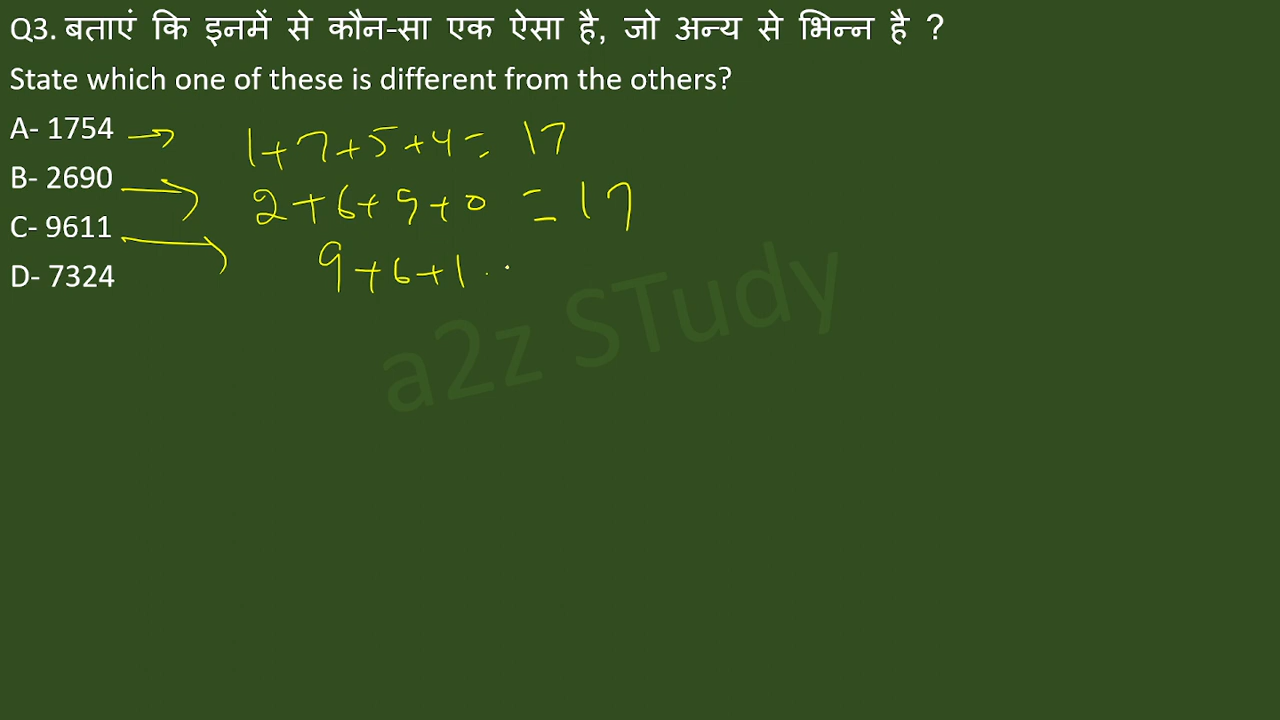 Q3. बताएं कि इनमें से कौन-सा एक ऐसा है, जो अन्य से भिन्न है ?
State which one of these is different from the others?
A- 1754 → 1+7+5+4= 17
B- 2690 → 2+6+9+0 =17
C- 9611 → 9+6+1
D- 7324
a2z STudy